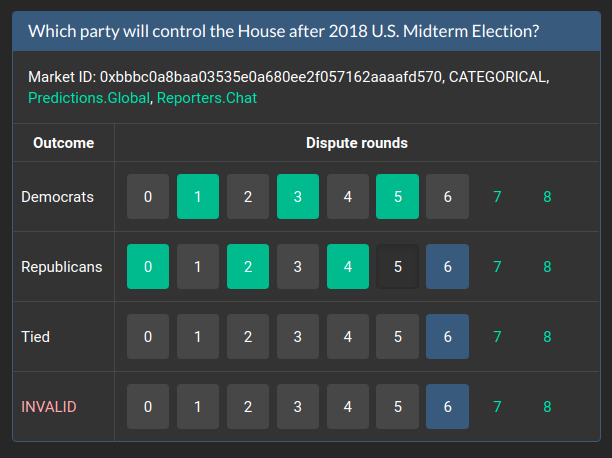 Which party will control the House after 2018 U.S. Midterm Election?
Market ID: 0xbbbc0a8baa03535e0a680ee2f057162aaaafd570, CATEGORICAL,
Predictions.Global, Reporters.Chat
Outcome Dispute rounds
Democrats 0 1 2 3 4 5 6 7 8
Republicans 0 1 2 3 4 5 6 7 8
Tied 0 1 2 3 4 5 6 7 8
INVALID 0 1 2 3 4 5 6 7 8